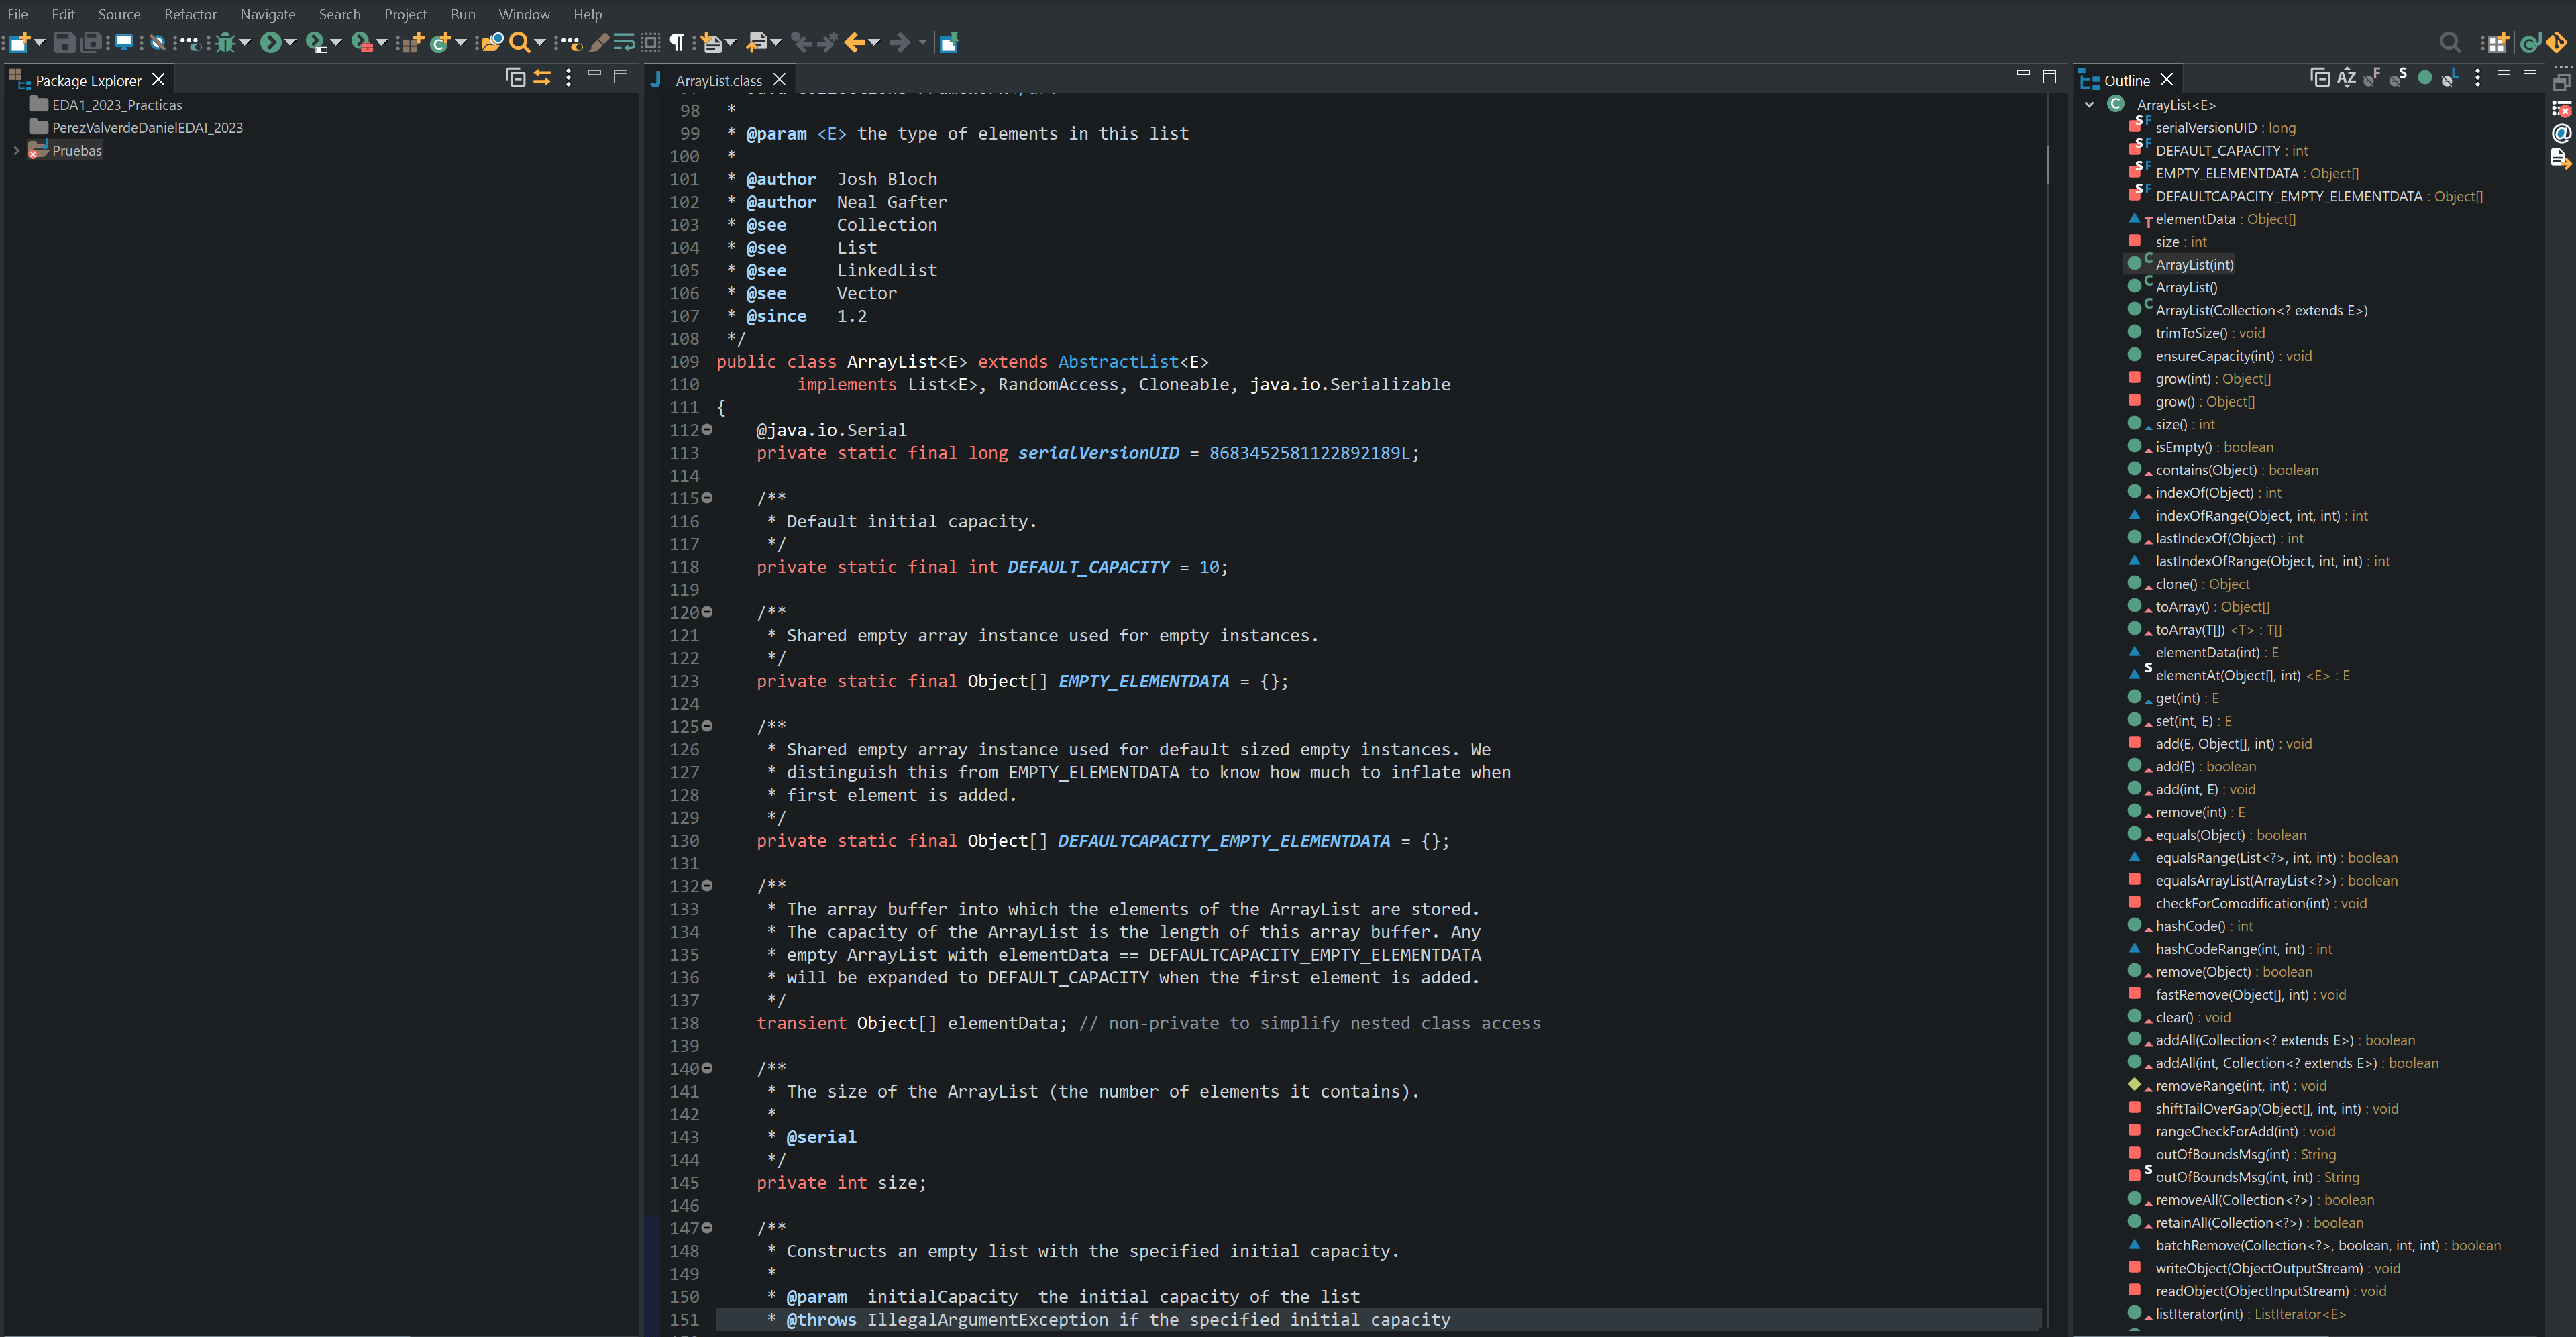 File Edit Source Refactor Navigate Search Project Run Window Help
Package Explorer
EDA1_2023_Practicas
PerezValverdeDanielEDAI_2023
Pruebas
ArrayList.class
98 *
99 * @param <E> the type of elements in this list
100 *
101 * @author Josh Bloch
102 * @author Neal Gafter
103 * @see Collection
104 * @see List
105 * @see LinkedList
106 * @see Vector
107 * @since 1.2
108 */
109 public class ArrayList<E> extends AbstractList<E>
110 implements List<E>, RandomAccess, Cloneable, java.io.Serializable
111 {
112 @java.io.Serial
113 private static final long serialVersionUID = 8683452581122892189L;
114
115 /**
116 * Default initial capacity.
117 */
118 private static final int DEFAULT_CAPACITY = 10;
119
120 /**
121 * Shared empty array instance used for empty instances.
122 */
123 private static final Object[] EMPTY_ELEMENTDATA = {};
124
125 /**
126 * Shared empty array instance used for default sized empty instances. We
127 * distinguish this from EMPTY_ELEMENTDATA to know how much to inflate when
128 * first element is added.
129 */
130 private static final Object[] DEFAULTCAPACITY_EMPTY_ELEMENTDATA = {};
131
132 /**
133 * The array buffer into which the elements of the ArrayList are stored.
134 * The capacity of the ArrayList is the length of this array buffer. Any
135 * empty ArrayList with elementData == DEFAULTCAPACITY_EMPTY_ELEMENTDATA
136 * will be expanded to DEFAULT_CAPACITY when the first element is added.
137 */
138 transient Object[] elementData; // non-private to simplify nested class access
139
140 /**
141 * The size of the ArrayList (the number of elements it contains).
142 *
143 * @serial
144 */
145 private int size;
146
147 /**
148 * Constructs an empty list with the specified initial capacity.
149 *
150 * @param initialCapacity the initial capacity of the list
151 * @throws IllegalArgumentException if the specified initial capacity
Outline
ArrayList<E>
serialVersionUID : long
DEFAULT_CAPACITY : int
EMPTY_ELEMENTDATA : Object[]
DEFAULTCAPACITY_EMPTY_ELEMENTDATA : Object[]
elementData : Object[]
size : int
ArrayList(int)
ArrayList()
ArrayList(Collection<? extends E>)
trimToSize() : void
ensureCapacity(int) : void
grow(int) : Object[]
grow() : Object[]
size() : int
isEmpty() : boolean
contains(Object) : boolean
indexOf(Object) : int
indexOfRange(Object, int, int) : int
lastIndexOf(Object) : int
lastIndexOfRange(Object, int, int) : int
clone() : Object
toArray() : Object[]
toArray(T[]) <T> : T[]
elementData(int) : E
elementAt(Object[], int) <E> : E
get(int) : E
set(int, E) : E
add(E, Object[], int) : void
add(E) : boolean
add(int, E) : void
remove(int) : E
equals(Object) : boolean
equalsRange(List<?>, int, int) : boolean
equalsArrayList(ArrayList<?>) : boolean
checkForComodification(int) : void
hashCode() : int
hashCodeRange(int, int) : int
remove(Object) : boolean
fastRemove(Object[], int) : void
clear() : void
addAll(Collection<? extends E>) : boolean
addAll(int, Collection<? extends E>) : boolean
removeRange(int, int) : void
shiftTailOverGap(Object[], int, int) : void
rangeCheckForAdd(int) : void
outOfBoundsMsg(int) : String
outOfBoundsMsg(int, int) : String
removeAll(Collection<?>) : boolean
retainAll(Collection<?>) : boolean
batchRemove(Collection<?>, boolean, int, int) : boolean
writeObject(ObjectOutputStream) : void
readObject(ObjectInputStream) : void
listIterator(int) : ListIterator<E>